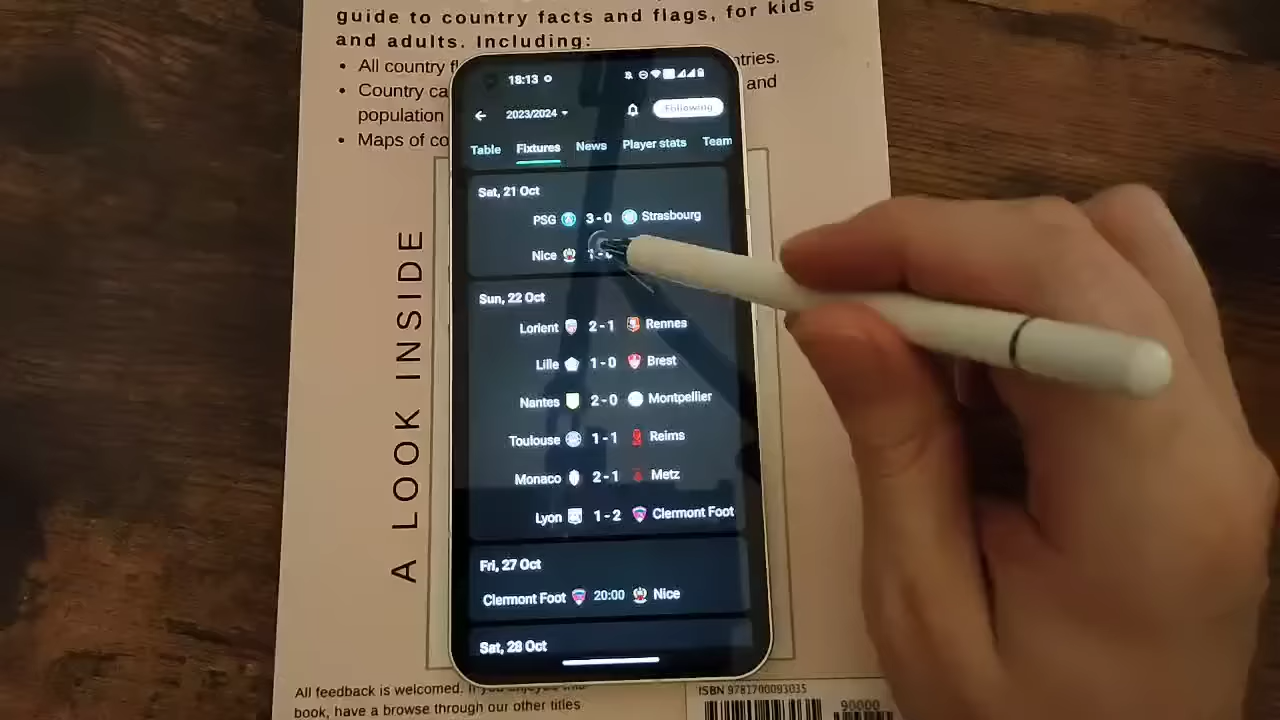 guide to country facts and flags, for kids
and adults. Including:
• All country
• Country ca and
population
• Maps of co
A LOOK INSIDE
18:13
2023/2024
Following
Table Fixtures News Player stats Team
Sat, 21 Oct
PSG 3 - 0 Strasbourg
Nice 1 -
Sun, 22 Oct
Lorient 2 - 1 Rennes
Lille 1 - 0 Brest
Nantes 2 - 0 Montpellier
Toulouse 1 - 1 Reims
Monaco 2 - 1 Metz
Lyon 1 - 2 Clermont Foot
Fri, 27 Oct
Clermont Foot 20:00 Nice
Sat, 28 Oct
All feedback is welcomed.
book, have a browse through our other titles
ISBN 9781700093035
90000